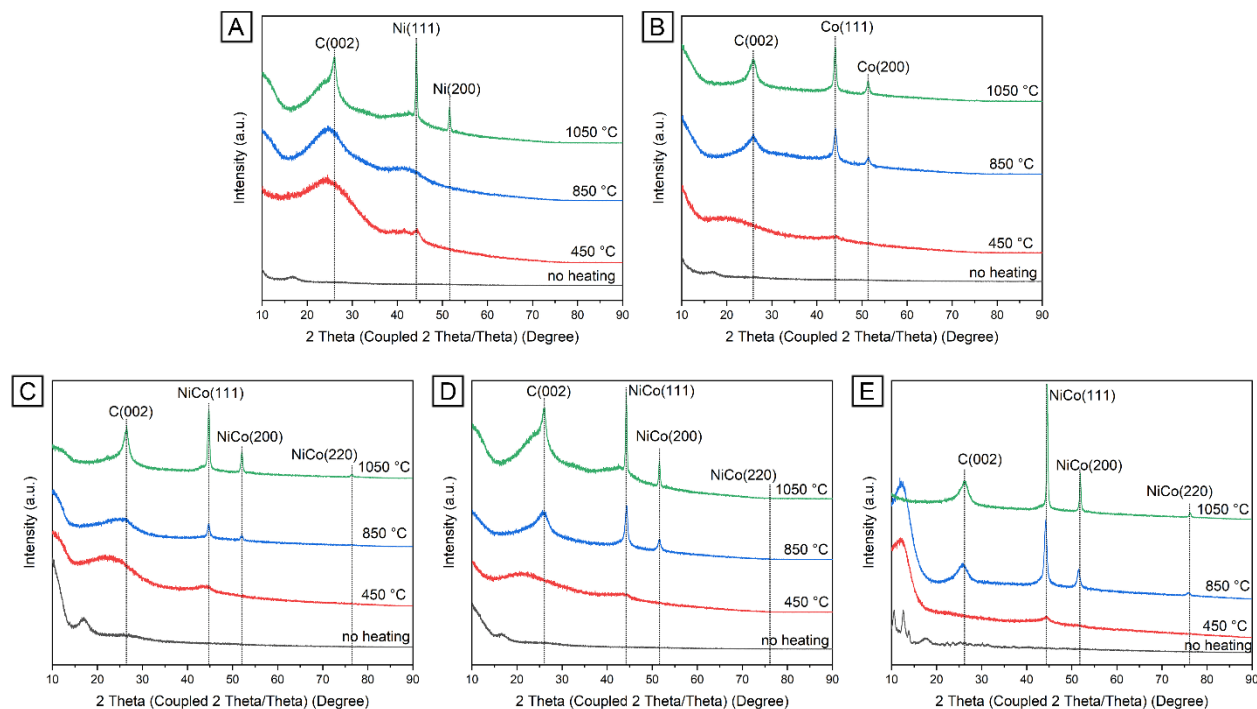 A
C(002)
Ni(111)
Ni(200)
1050 °C
850 °C
450 °C
no heating
Intensity (a.u.)
10 20 30 40 50 60 70 80 90
2 Theta (Coupled 2 Theta/Theta) (Degree)
B
C(002)
Co(111)
Co(200)
1050 °C
850 °C
450 °C
no heating
Intensity (a.u.)
10 20 30 40 50 60 70 80 90
2 Theta (Coupled 2 Theta/Theta) (Degree)
C
C(002)
NiCo(111)
NiCo(200)
NiCo(220)
1050 °C
850 °C
450 °C
no heating
Intensity (a.u.)
10 20 30 40 50 60 70 80 90
2 Theta (Coupled 2 Theta/Theta) (Degree)
D
C(002)
NiCo(111)
NiCo(200)
NiCo(220)
1050 °C
850 °C
450 °C
no heating
Intensity (a.u.)
10 20 30 40 50 60 70 80 90
2 Theta (Coupled 2 Theta/Theta) (Degree)
E
NiCo(111)
C(002)
NiCo(200)
NiCo(220)
1050 °C
850 °C
450 °C
no heating
Intensity (a.u.)
10 20 30 40 50 60 70 80 90
2 Theta (Coupled 2 Theta/Theta) (Degree)